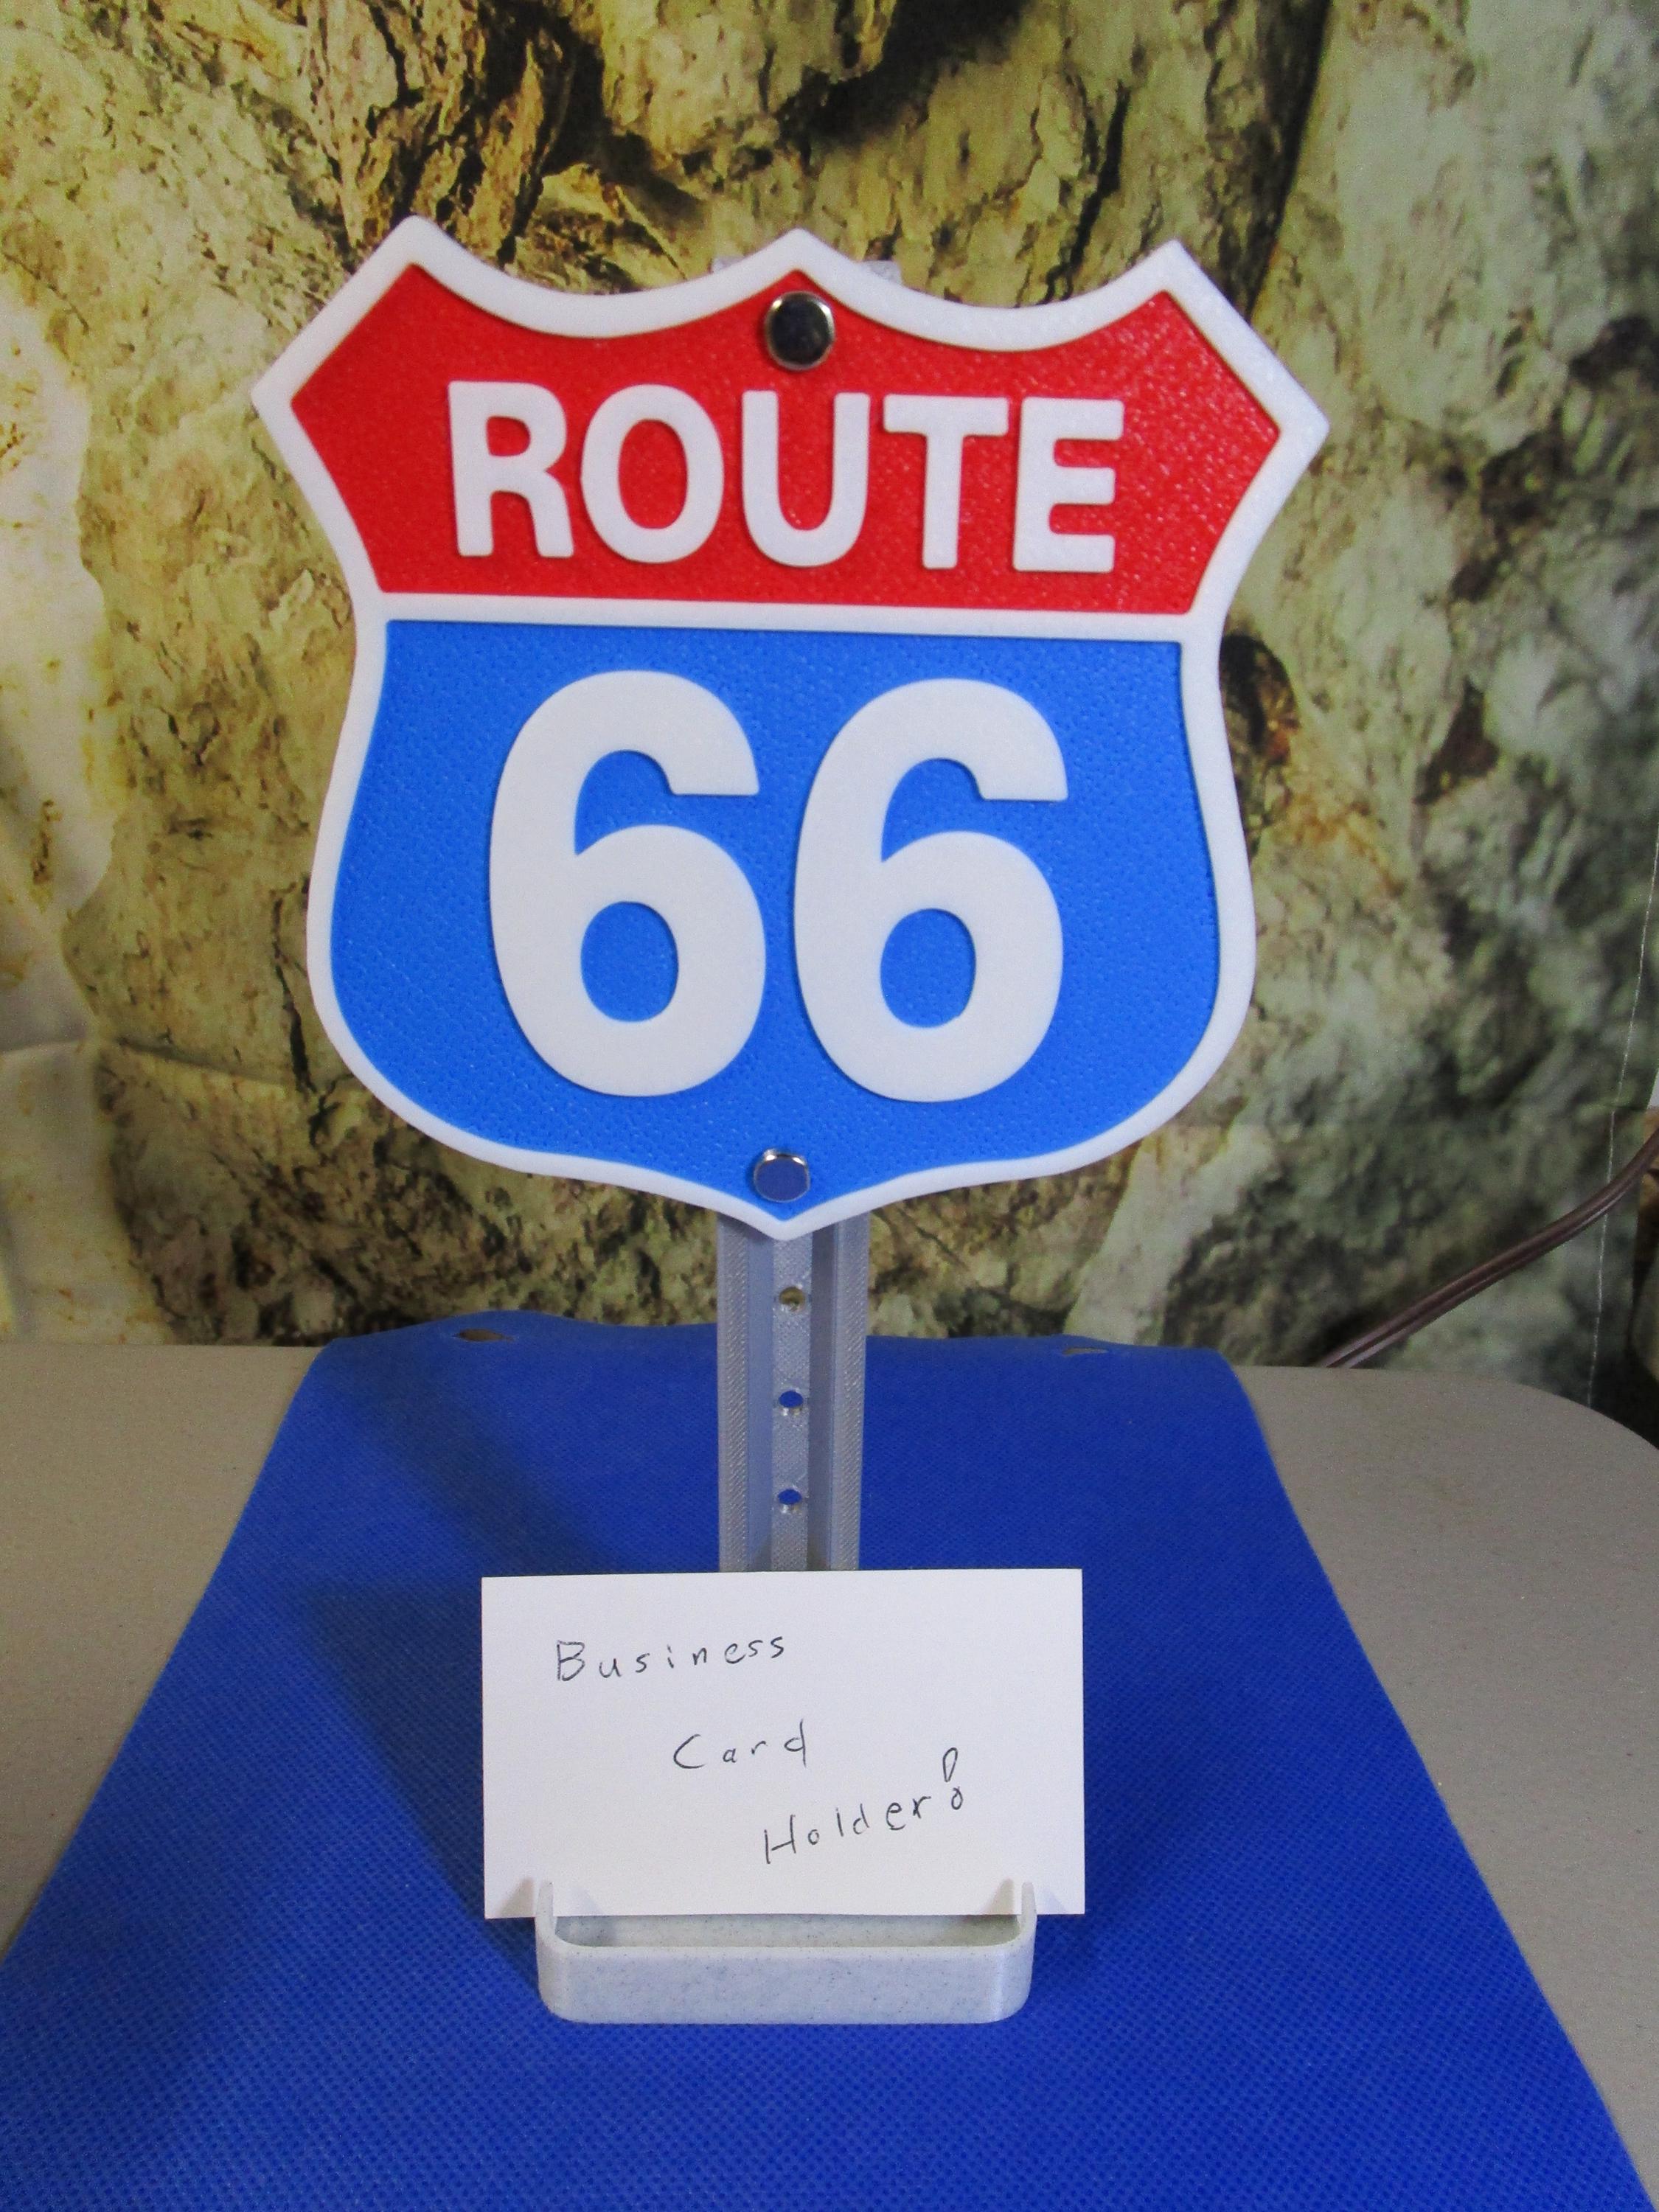 ROUTE
66
Business
Card
Holder!